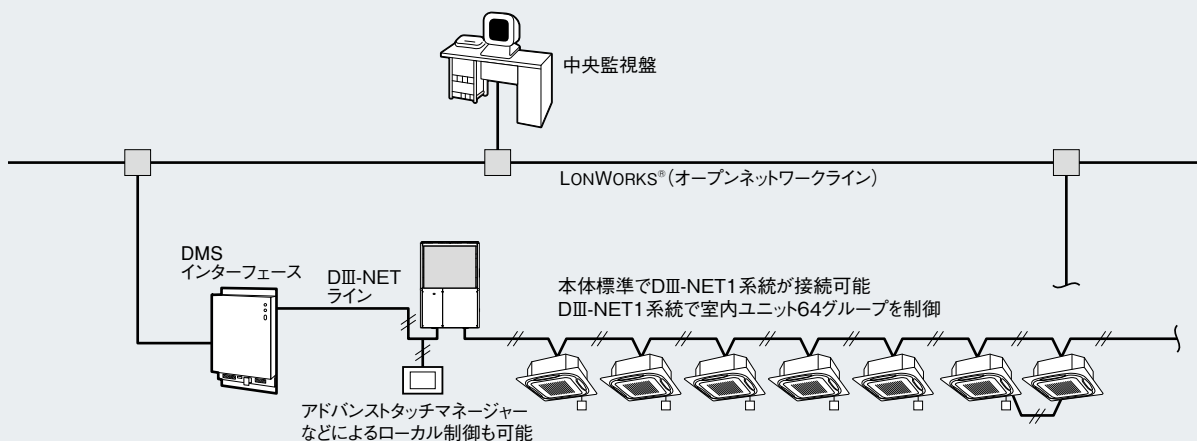 中央監視盤
LONWORKS®(オープンネットワークライン)
DMS
インターフェース
DⅢ-NET
ライン
本体標準でDⅢ-NET1系統が接続可能
DⅢ-NET1系統で室内ユニット64グループを制御
アドバンストタッチマネージャー
などによるローカル制御も可能